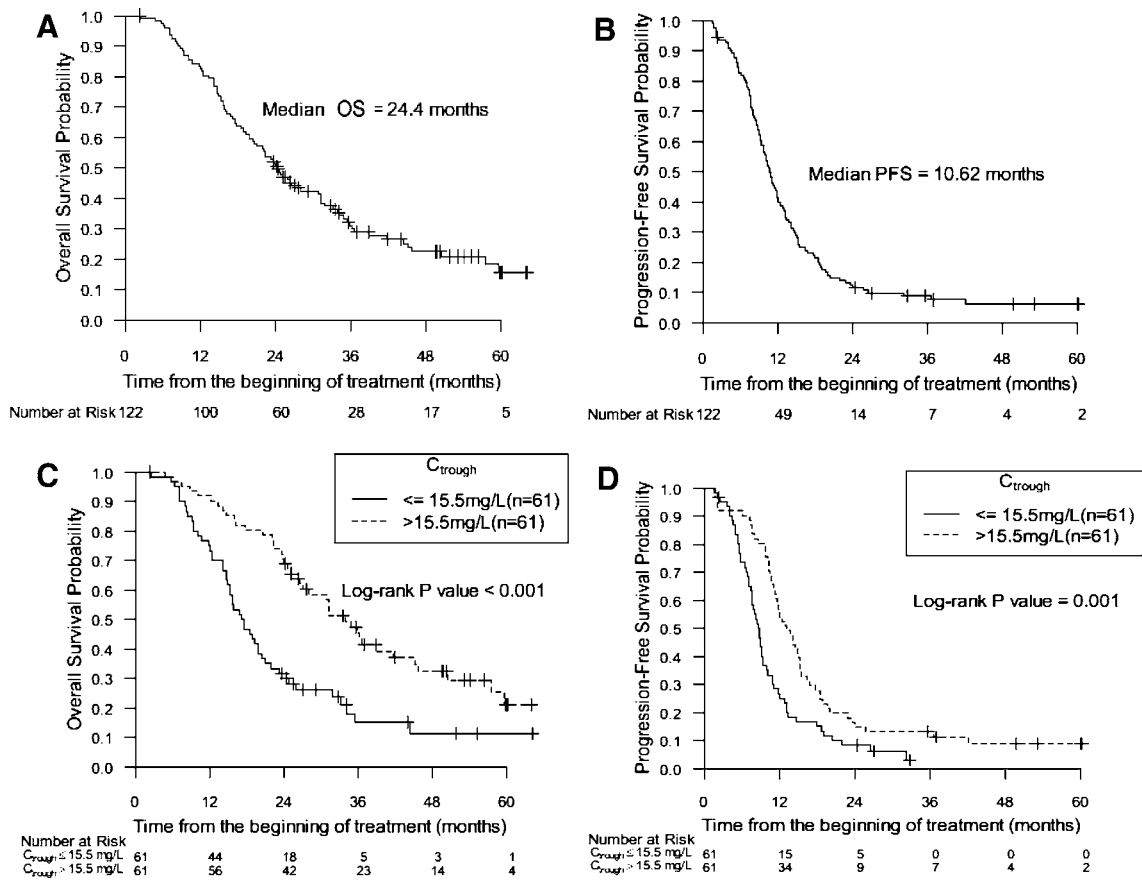 A
Overall Survival Probability
1.0
0.9
0.8
0.7
0.6
0.5
0.4
0.3
0.2
0.1
0.0
Median OS = 24.4 months
0 12 24 36 48 60
Time from the beginning of treatment (months)
Number at Risk 122 100 60 28 17 5
B
Progression-Free Survival Probability
1.0
0.9
0.8
0.7
0.6
0.5
0.4
0.3
0.2
0.1
0.0
Median PFS = 10.62 months
0 12 24 36 48 60
Time from the beginning of treatment (months)
Number at Risk 122 49 14 7 4 2
C
Overall Survival Probability
1.0
0.9
0.8
0.7
0.6
0.5
0.4
0.3
0.2
0.1
0.0
Ctrough
<= 15.5mg/L(n=61)
>15.5mg/L(n=61)
Log-rank P value < 0.001
0 12 24 36 48 60
Time from the beginning of treatment (months)
Number at Risk
Ctrough ≤ 15.5 mg/L 61 44 18 5 3 1
Ctrough > 15.5 mg/L 61 56 42 23 14 4
D
Progression-Free Survival Probability
1.0
0.9
0.8
0.7
0.6
0.5
0.4
0.3
0.2
0.1
0.0
Ctrough
<= 15.5mg/L(n=61)
>15.5mg/L(n=61)
Log-rank P value = 0.001
0 12 24 36 48 60
Time from the beginning of treatment (months)
Number at Risk
Ctrough ≤ 15.5 mg/L 61 15 5 0 0 0
Ctrough > 15.5 mg/L 61 34 9 7 4 2